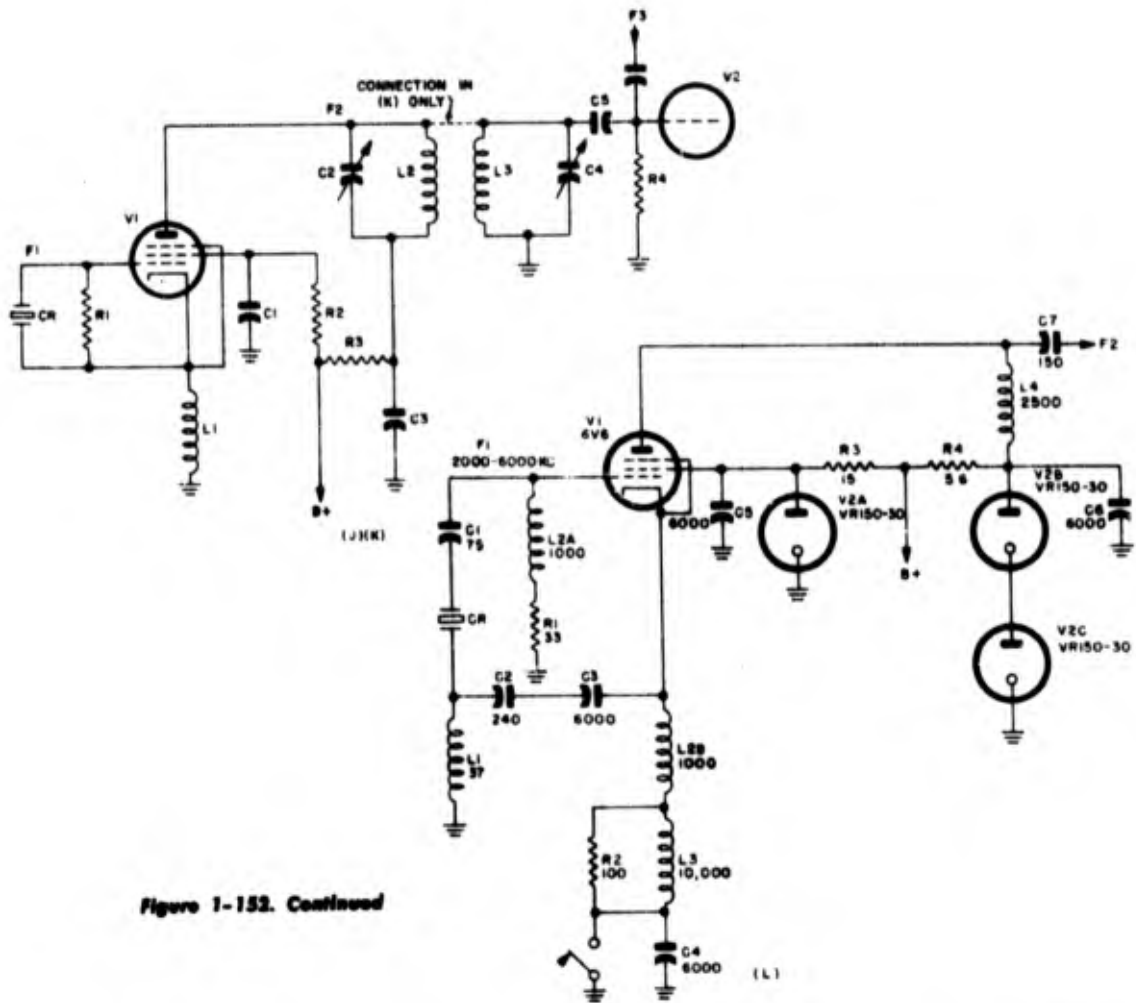 F3
V2
CONNECTION IN
(K) ONLY
F2
C5
C2
L2
L3
C4
R4
V1
F1
CR
R1
C1
R2
R3
L1
C3
B+
(J)(K)
C7
150
F2
L4
2500
V1
6V6
F1
2000-6000KC
R3
15
R4
56
V2A
VR150-30
V2B
VR150-30
C5
6000
C6
6000
C1
75
L2A
1000
B+
CR
R1
33
V2C
VR150-30
C2
240
C3
6000
L1
37
L2B
1000
R2
100
L3
10,000
C4
6000
(L)
Figure 1-152. Continued